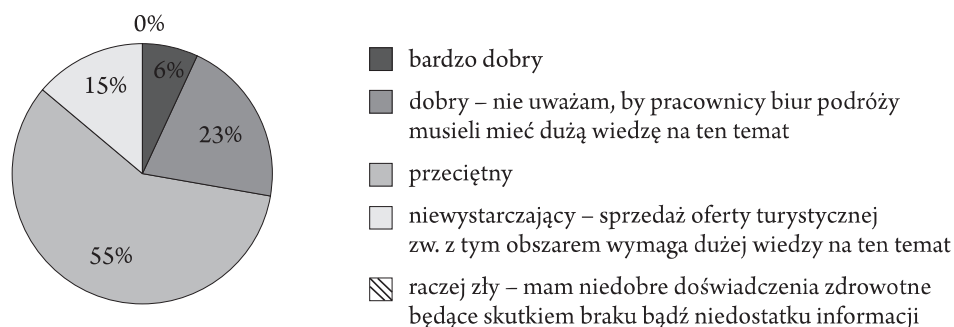 0%
6%
15%
23%
55%
bardzo dobry
dobry – nie uważam, by pracownicy biur podróży
musieli mieć dużą wiedzę na ten temat
przeciętny
niewystarczający – sprzedaż oferty turystycznej
zw. z tym obszarem wymaga dużej wiedzy na ten temat
raczej zły – mam niedobre doświadczenia zdrowotne
będące skutkiem braku bądź niedostatku informacji